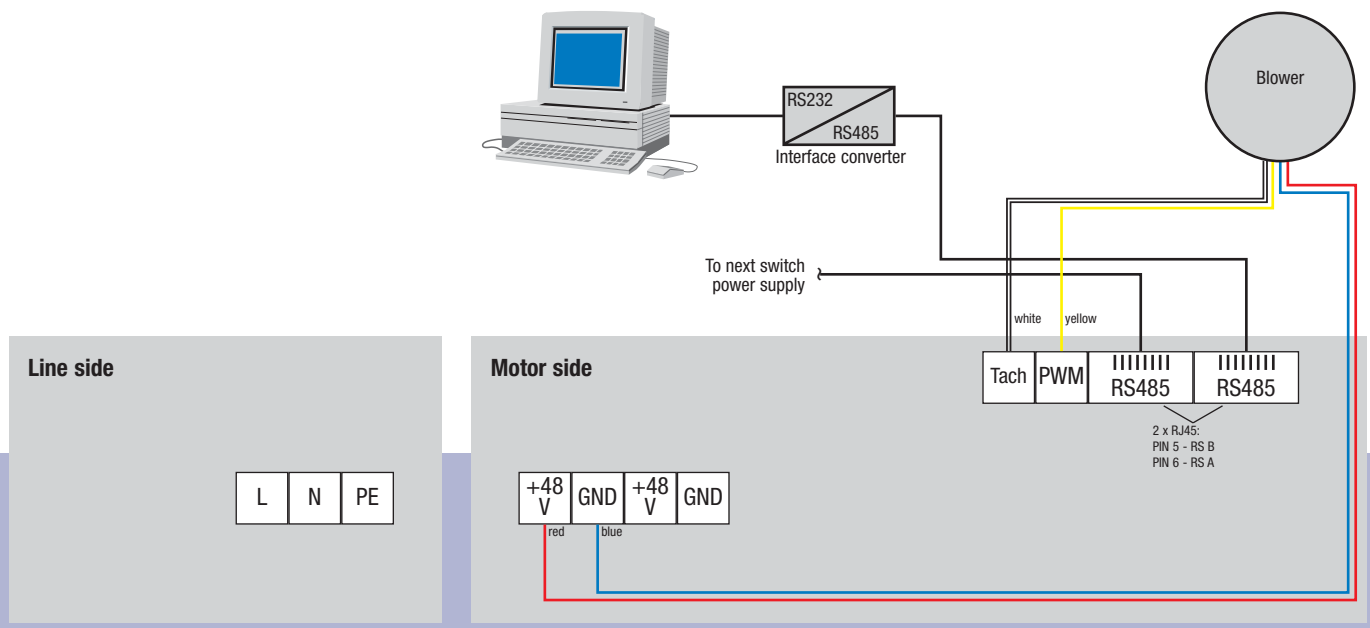 RS232
RS485
Interface converter
Blower
To next switch
power supply
white
yellow
Line side
Motor side
Tach
PWM
RS485
RS485
2 x RJ45:
PIN 5 - RS B
PIN 6 - RS A
L
N
PE
+48
V
GND
+48
V
GND
red
blue